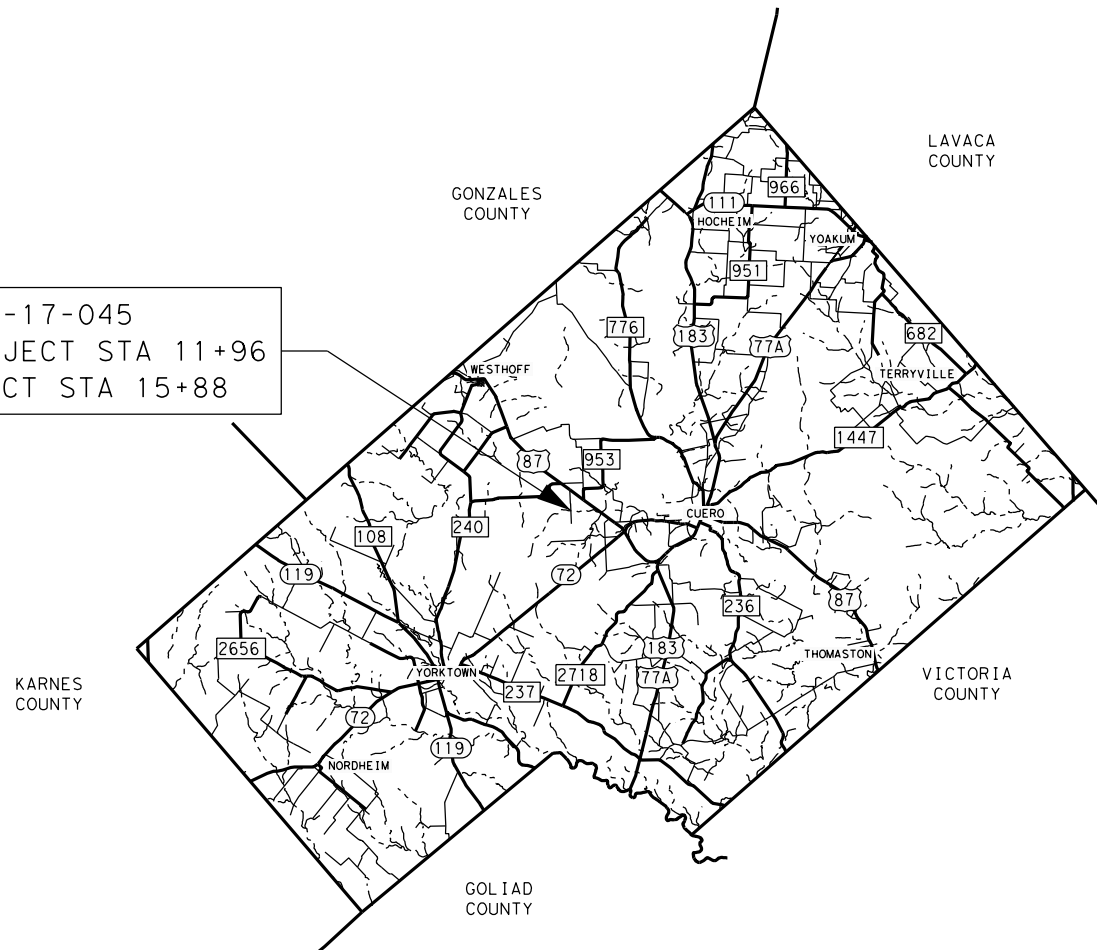 LAVACA
COUNTY
GONZALES
COUNTY
966
111
HOCHEIM
YOAKUM
951
-17-045
JECT STA 11+96
CT STA 15+88
776
183
77A
682
WESTHOFF
TERRYVILLE
1447
87
953
CUERO
240
108
119
72
236
87
2656
183
THOMASTON
YORKTOWN
2718
77A
237
KARNES
COUNTY
VICTORIA
COUNTY
72
119
NORDHEIM
GOLIAD
COUNTY